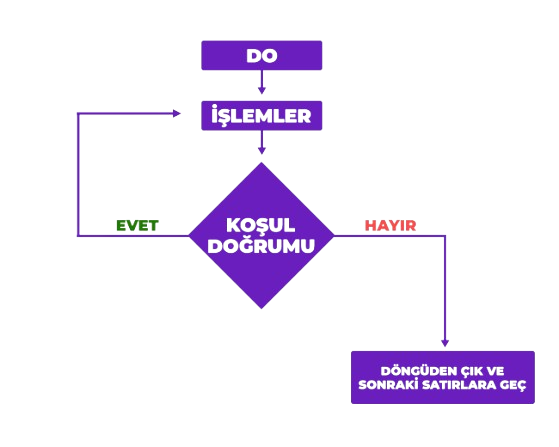 DO
İŞLEMLER
EVET
KOŞUL
DOĞRUMU
HAYIR
DÖNGÜDEN ÇIK VE
SONRAKİ SATIRLARA GEÇ